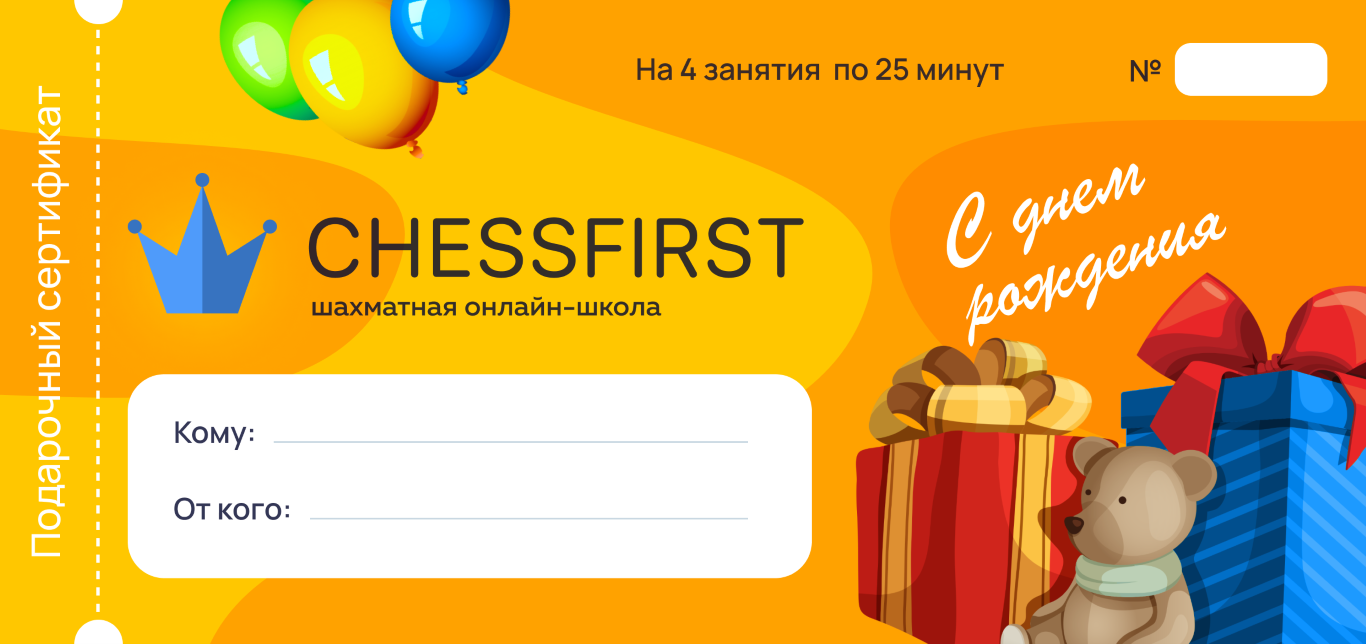 Подарочный сертификат
На 4 занятия по 25 минут
№
С днем
рождения
CHESSFIRST
шахматная онлайн-школа
Кому:
От кого: